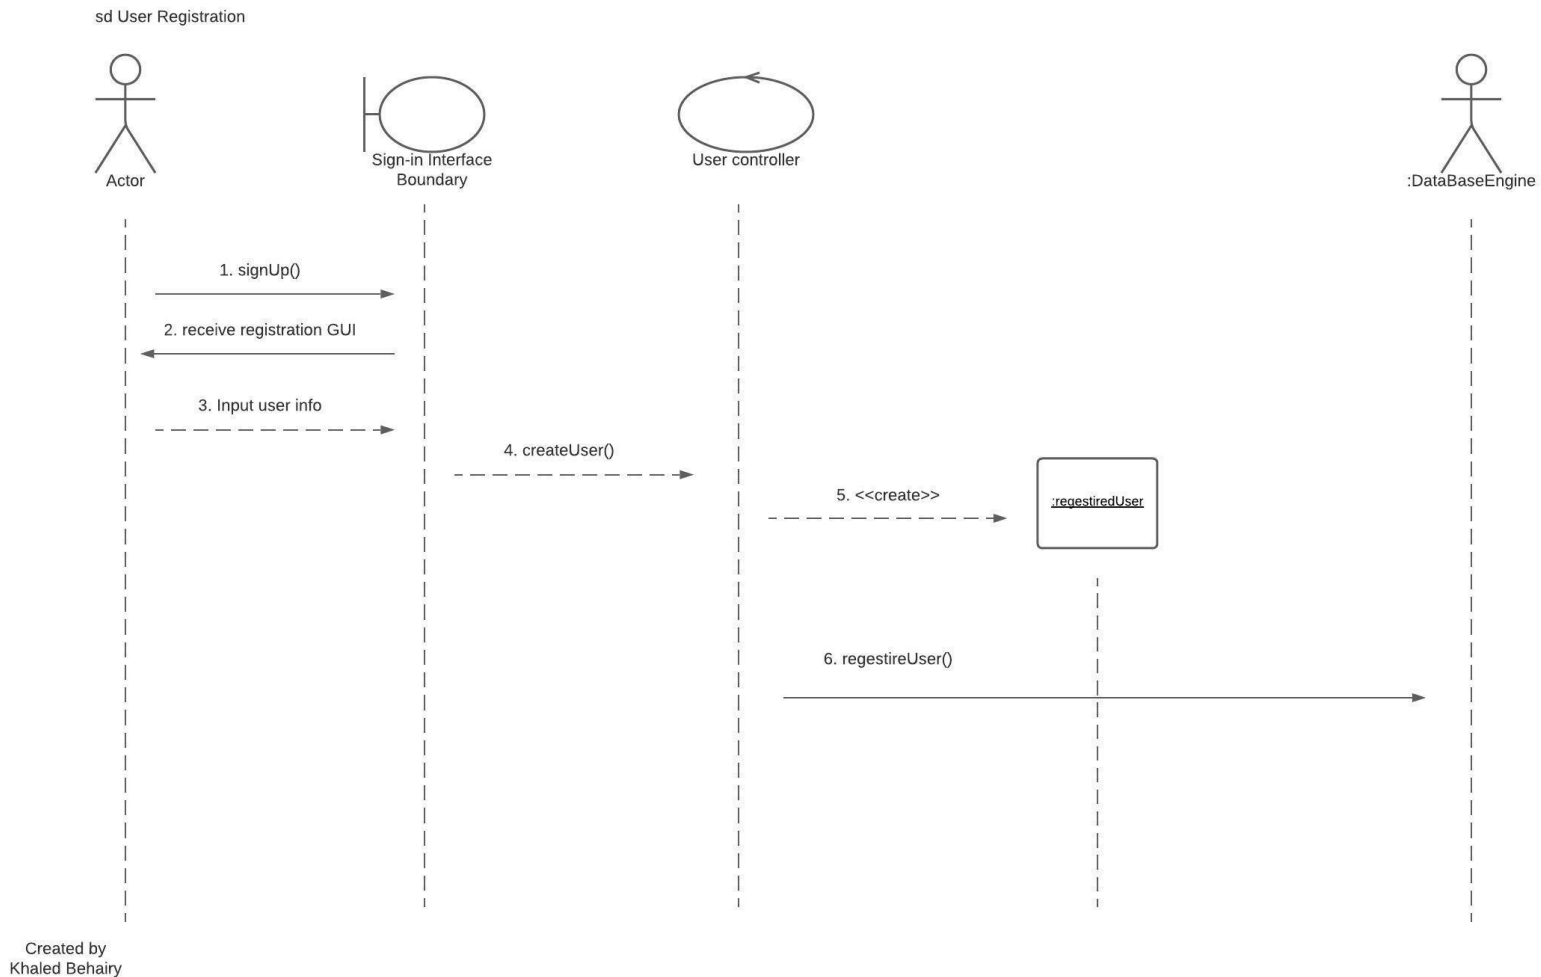 sd User Registration
Actor
Sign-in Interface
Boundary
User controller
:DataBaseEngine
1. signUp()
2. receive registration GUI
3. Input user info
4. createUser()
5. <<create>>
:regestiredUser
6. regestireUser()
Created by
Khaled Behairy